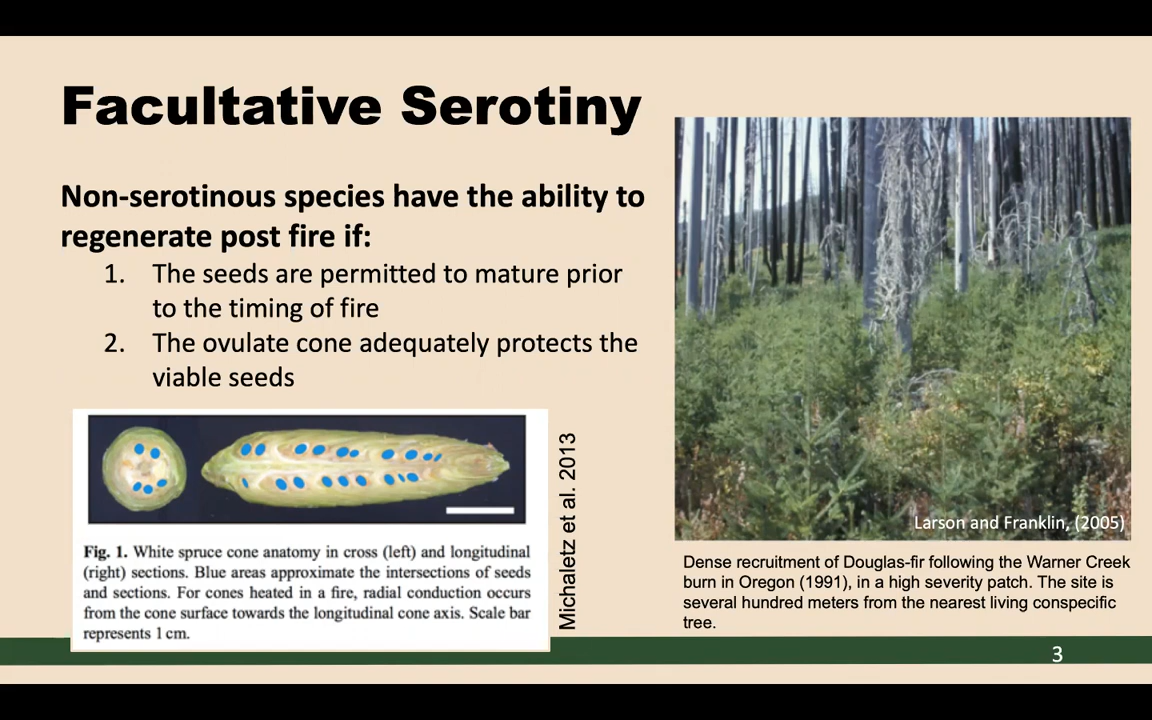 Facultative Serotiny
Non-serotinous species have the ability to
regenerate post fire if:
1. The seeds are permitted to mature prior
to the timing of fire
2. The ovulate cone adequately protects the
viable seeds
Fig. 1. White spruce cone anatomy in cross (left) and longitudinal
(right) sections. Blue areas approximate the intersections of seeds
and sections. For cones heated in a fire, radial conduction occurs
from the cone surface towards the longitudinal cone axis. Scale bar
represents 1 cm.
Michaletz et al. 2013
Larson and Franklin, (2005)
Dense recruitment of Douglas-fir following the Warner Creek
burn in Oregon (1991), in a high severity patch. The site is
several hundred meters from the nearest living conspecific
tree.
3